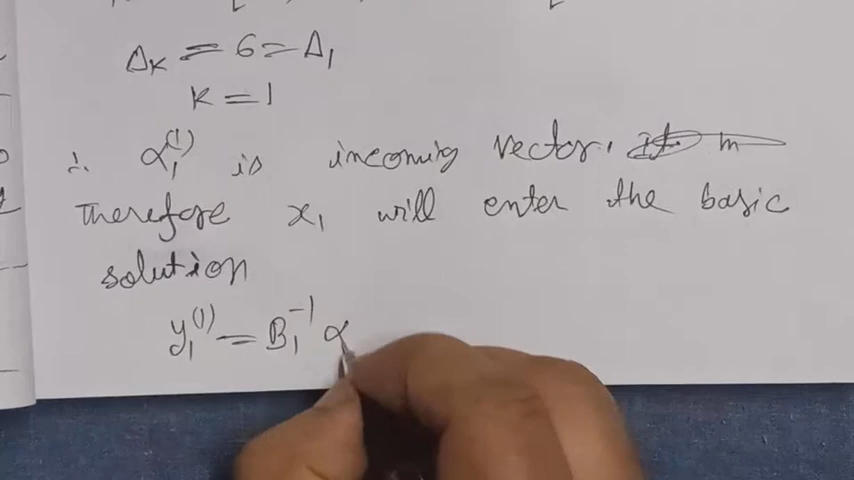 Δₖ = 6 = Δ₁
k = 1
∴ α₁⁽¹⁾ is incoming vector.
Therefore x₁ will enter the basic
solution
y₁⁽¹⁾ = B₁⁻¹ α